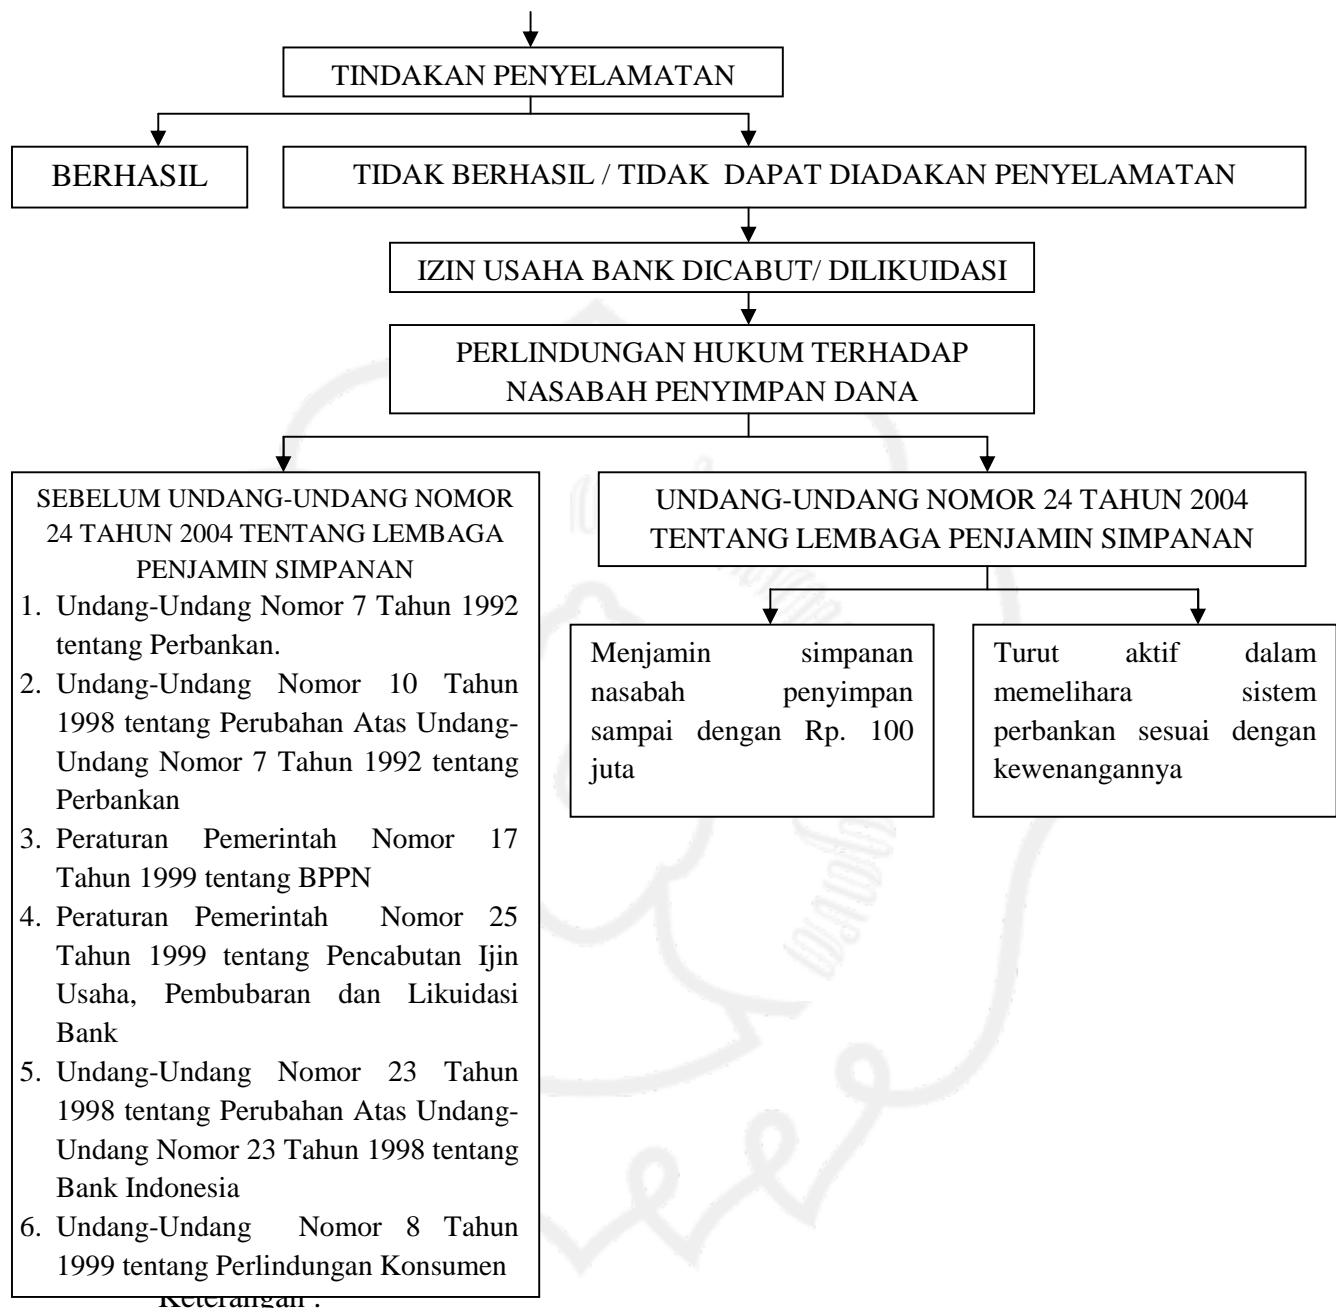 TINDAKAN PENYELAMATAN
BERHASIL
TIDAK BERHASIL / TIDAK DAPAT DIADAKAN PENYELAMATAN
IZIN USAHA BANK DICABUT/ DILIKUIDASI
PERLINDUNGAN HUKUM TERHADAP
NASABAH PENYIMPAN DANA
SEBELUM UNDANG-UNDANG NOMOR
24 TAHUN 2004 TENTANG LEMBAGA
PENJAMIN SIMPANAN
1. Undang-Undang Nomor 7 Tahun 1992
tentang Perbankan.
2. Undang-Undang Nomor 10 Tahun
1998 tentang Perubahan Atas Undang-
Undang Nomor 7 Tahun 1992 tentang
Perbankan
3. Peraturan Pemerintah Nomor 17
Tahun 1999 tentang BPPN
4. Peraturan Pemerintah Nomor 25
Tahun 1999 tentang Pencabutan Ijin
Usaha, Pembubaran dan Likuidasi
Bank
5. Undang-Undang Nomor 23 Tahun
1998 tentang Perubahan Atas Undang-
Undang Nomor 23 Tahun 1998 tentang
Bank Indonesia
6. Undang-Undang Nomor 8 Tahun
1999 tentang Perlindungan Konsumen
UNDANG-UNDANG NOMOR 24 TAHUN 2004
TENTANG LEMBAGA PENJAMIN SIMPANAN
Menjamin simpanan
nasabah penyimpan
sampai dengan Rp. 100
juta
Turut aktif dalam
memelihara sistem
perbankan sesuai dengan
kewenangannya
Keterangan :